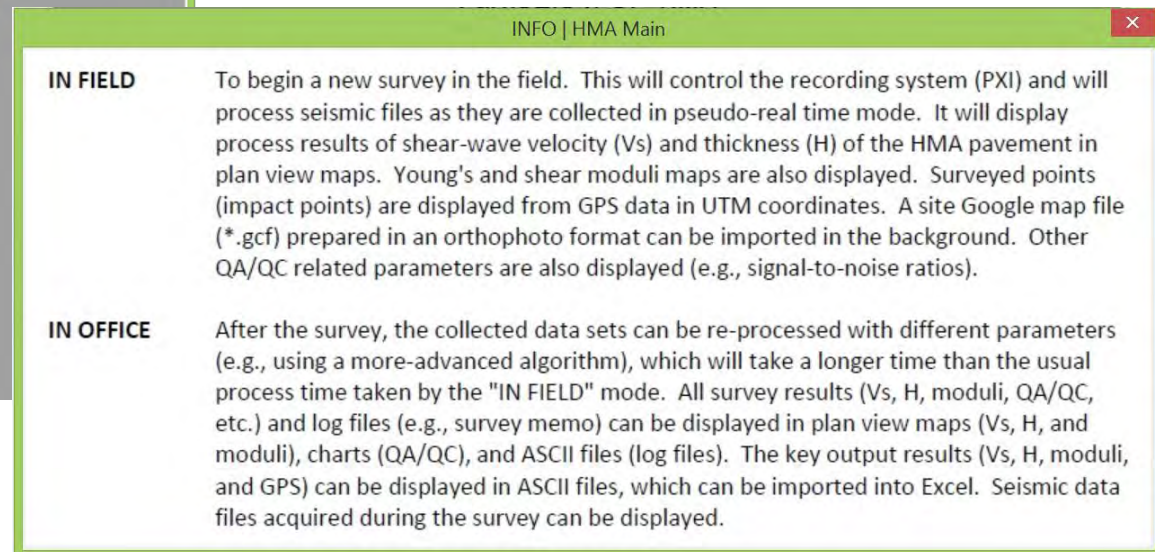 INFO | HMA Main
IN FIELD To begin a new survey in the field. This will control the recording system (PXI) and will
process seismic files as they are collected in pseudo-real time mode. It will display
process results of shear-wave velocity (Vs) and thickness (H) of the HMA pavement in
plan view maps. Young's and shear moduli maps are also displayed. Surveyed points
(impact points) are displayed from GPS data in UTM coordinates. A site Google map file
(*.gcf) prepared in an orthophoto format can be imported in the background. Other
QA/QC related parameters are also displayed (e.g., signal-to-noise ratios).
IN OFFICE After the survey, the collected data sets can be re-processed with different parameters
(e.g., using a more-advanced algorithm), which will take a longer time than the usual
process time taken by the "IN FIELD" mode. All survey results (Vs, H, moduli, QA/QC,
etc.) and log files (e.g., survey memo) can be displayed in plan view maps (Vs, H, and
moduli), charts (QA/QC), and ASCII files (log files). The key output results (Vs, H, moduli,
and GPS) can be displayed in ASCII files, which can be imported into Excel. Seismic data
files acquired during the survey can be displayed.